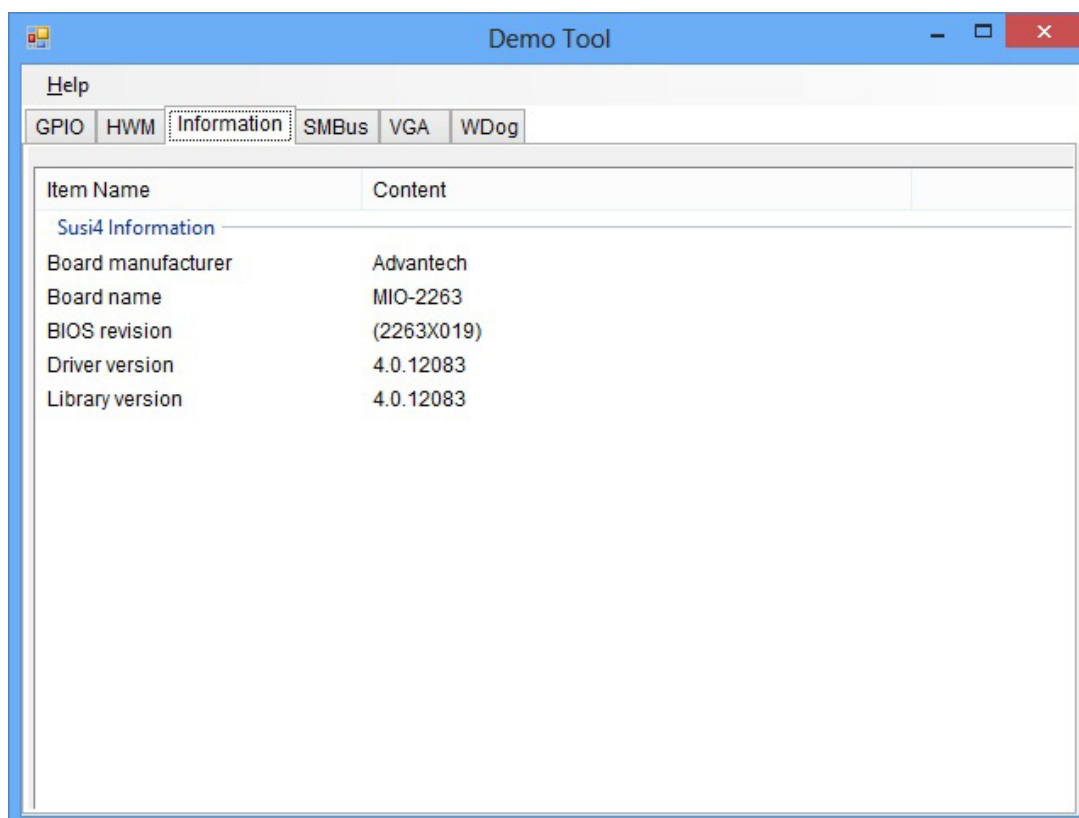 Demo Tool
Help
GPIO HWM Information SMBus VGA WDog
Item Name Content
Susi4 Information
Board manufacturer Advantech
Board name MIO-2263
BIOS revision (2263X019)
Driver version 4.0.12083
Library version 4.0.12083